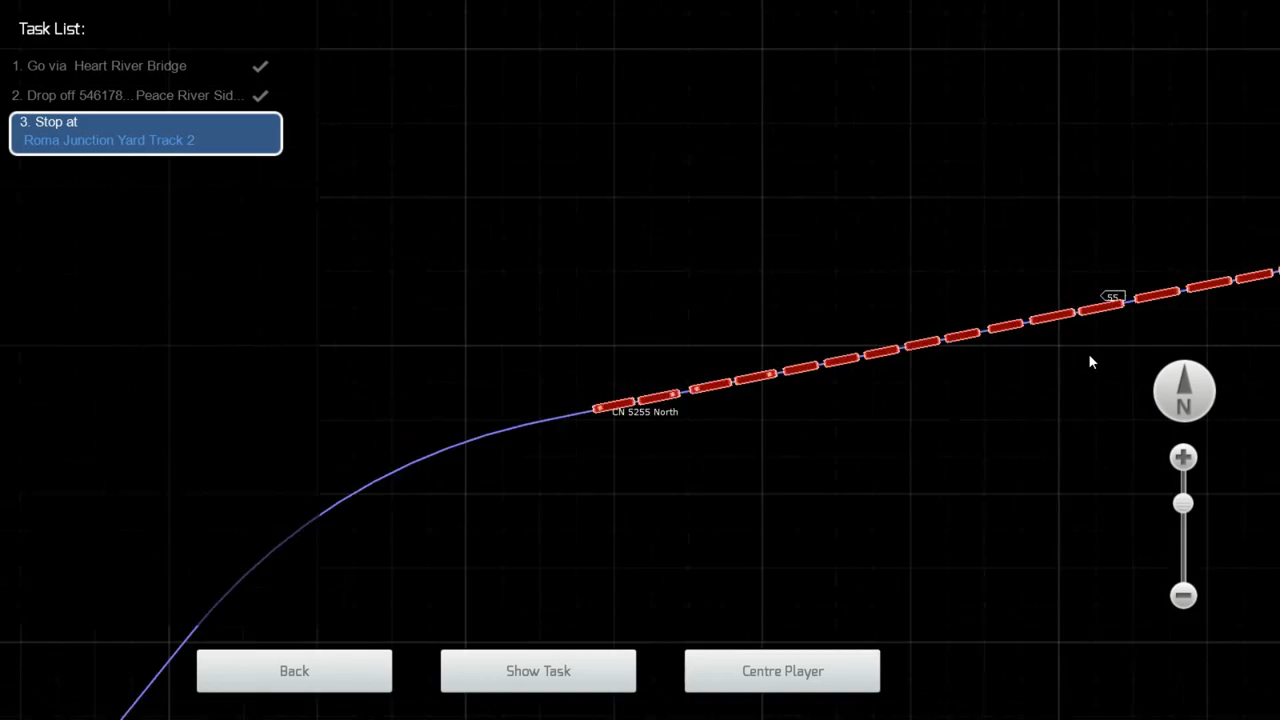 Task List:
1. Go via Heart River Bridge
2. Drop off 546178... Peace River Sid...
3. Stop at
Roma Junction Yard Track 2
55
CN 5255 North
N
Back
Show Task
Centre Player